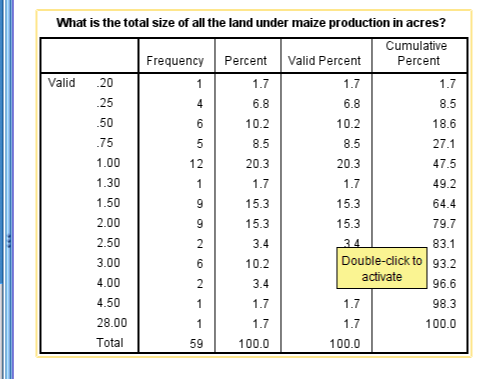 What is the total size of all the land under maize production in acres?
Frequency Percent Valid Percent Cumulative Percent
Valid .20 1 1.7 1.7 1.7
.25 4 6.8 6.8 8.5
.50 6 10.2 10.2 18.6
.75 5 8.5 8.5 27.1
1.00 12 20.3 20.3 47.5
1.30 1 1.7 1.7 49.2
1.50 9 15.3 15.3 64.4
2.00 9 15.3 15.3 79.7
2.50 2 3.4 3.4 83.1
3.00 6 10.2 93.2
4.00 2 3.4 96.6
4.50 1 1.7 1.7 98.3
28.00 1 1.7 1.7 100.0
Total 59 100.0 100.0
Double-click to
activate